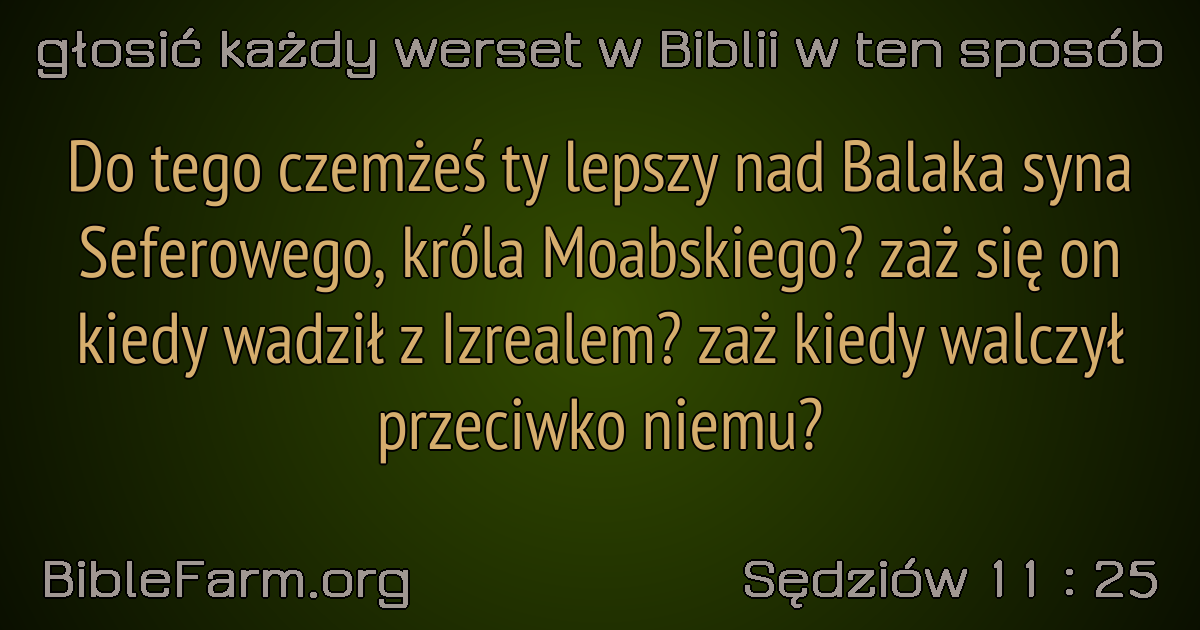 głosić każdy werset w Biblii w ten sposób
Do tego czemżeś ty lepszy nad Balaka syna
Seferowego, króla Moabskiego? zaż się on
kiedy wadził z Izrealem? zaż kiedy walczył
przeciwko niemu?
BibleFarm.org
Sędziów 11 : 25